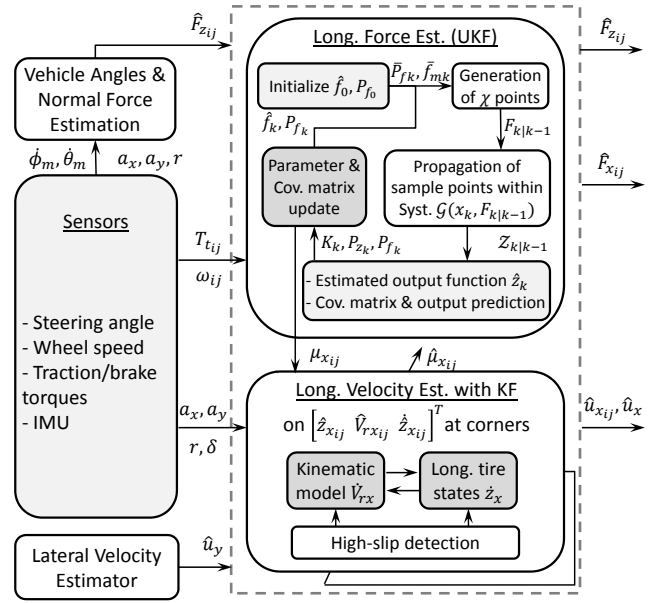 F̂_{z_{ij}}
Vehicle Angles &
Normal Force
Estimation
ϕ̇_m, θ̇_m
a_x, a_y, r
Sensors
- Steering angle
- Wheel speed
- Traction/brake
torques
- IMU
T_{t_{ij}}
ω_{ij}
a_x, a_y
r, δ
Lateral Velocity
Estimator
û_y
Long. Force Est. (UKF)
Initialize f̂_0, P_{f_0}
P̄_{fk}, f̄_{mk}
Generation
of χ points
f̂_k, P_{f_k}
F_{k|k−1}
Parameter &
Cov. matrix
update
Propagation of
sample points within
Syst. 𝒢(x_k, F_{k|k−1})
K_k, P_{z_k}, P_{f_k}
𝒵_{k|k−1}
- Estimated output function ẑ_k
- Cov. matrix & output prediction
μ_{x_{ij}}
μ̂_{x_{ij}}
Long. Velocity Est. with KF
on [ẑ_{x_{ij}} V̂_{rx_{ij}} ẑ̇_{x_{ij}}]^T at corners
Kinematic
model V̇_{rx}
Long. tire
states ż_x
High-slip detection
F̂_{z_{ij}}
F̂_{x_{ij}}
û_{x_{ij}}, û_x